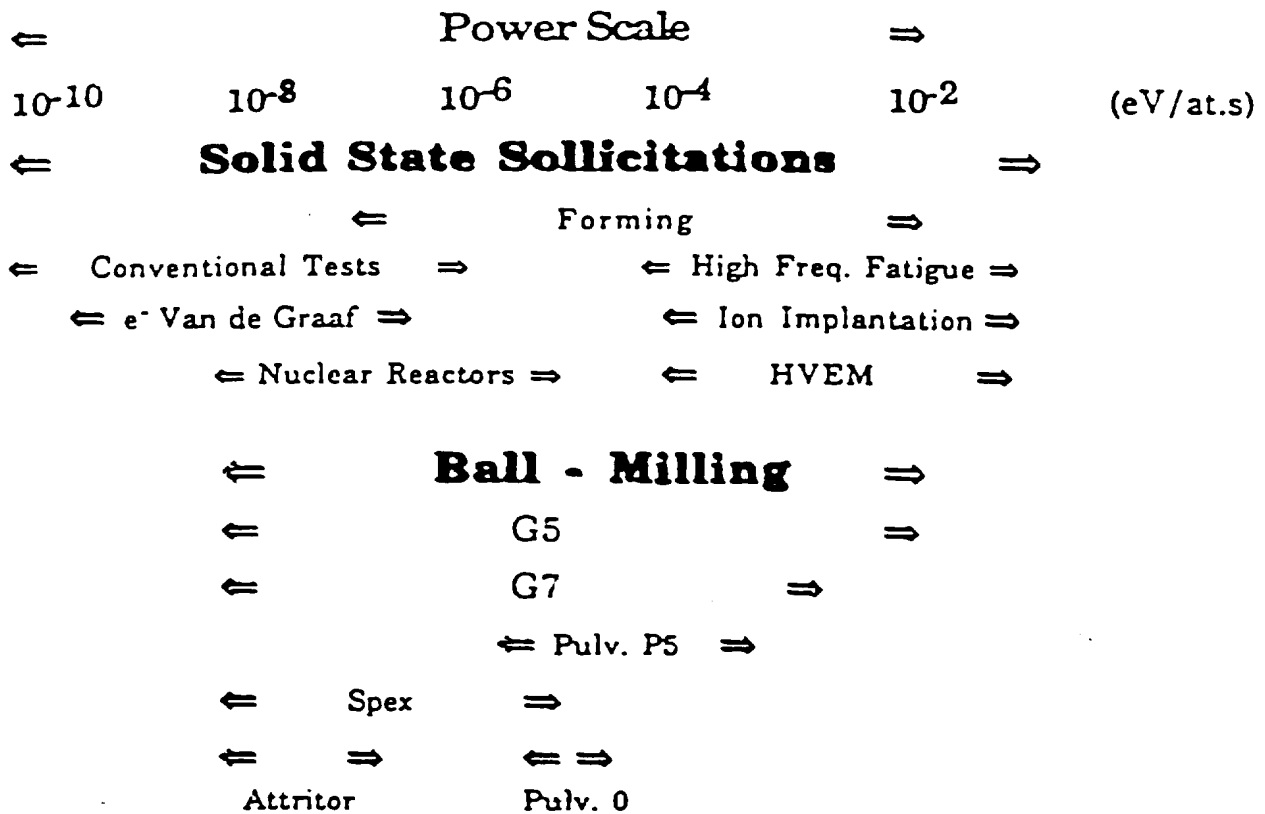 ⇐ Power Scale ⇒
10-10 10-8 10-6 10-4 10-2 (eV/at.s)
⇐ Solid State Sollicitations ⇒
⇐ Forming ⇒
⇐ Conventional Tests ⇒ ⇐ High Freq. Fatigue ⇒
⇐ e- Van de Graaf ⇒ ⇐ Ion Implantation ⇒
⇐ Nuclear Reactors ⇒ ⇐ HVEM ⇒
⇐ Ball - Milling ⇒
⇐ G5 ⇒
⇐ G7 ⇒
⇐ Pulv. P5 ⇒
⇐ Spex ⇒
⇐ ⇒ ⇐ ⇒
Attritor Pulv. 0